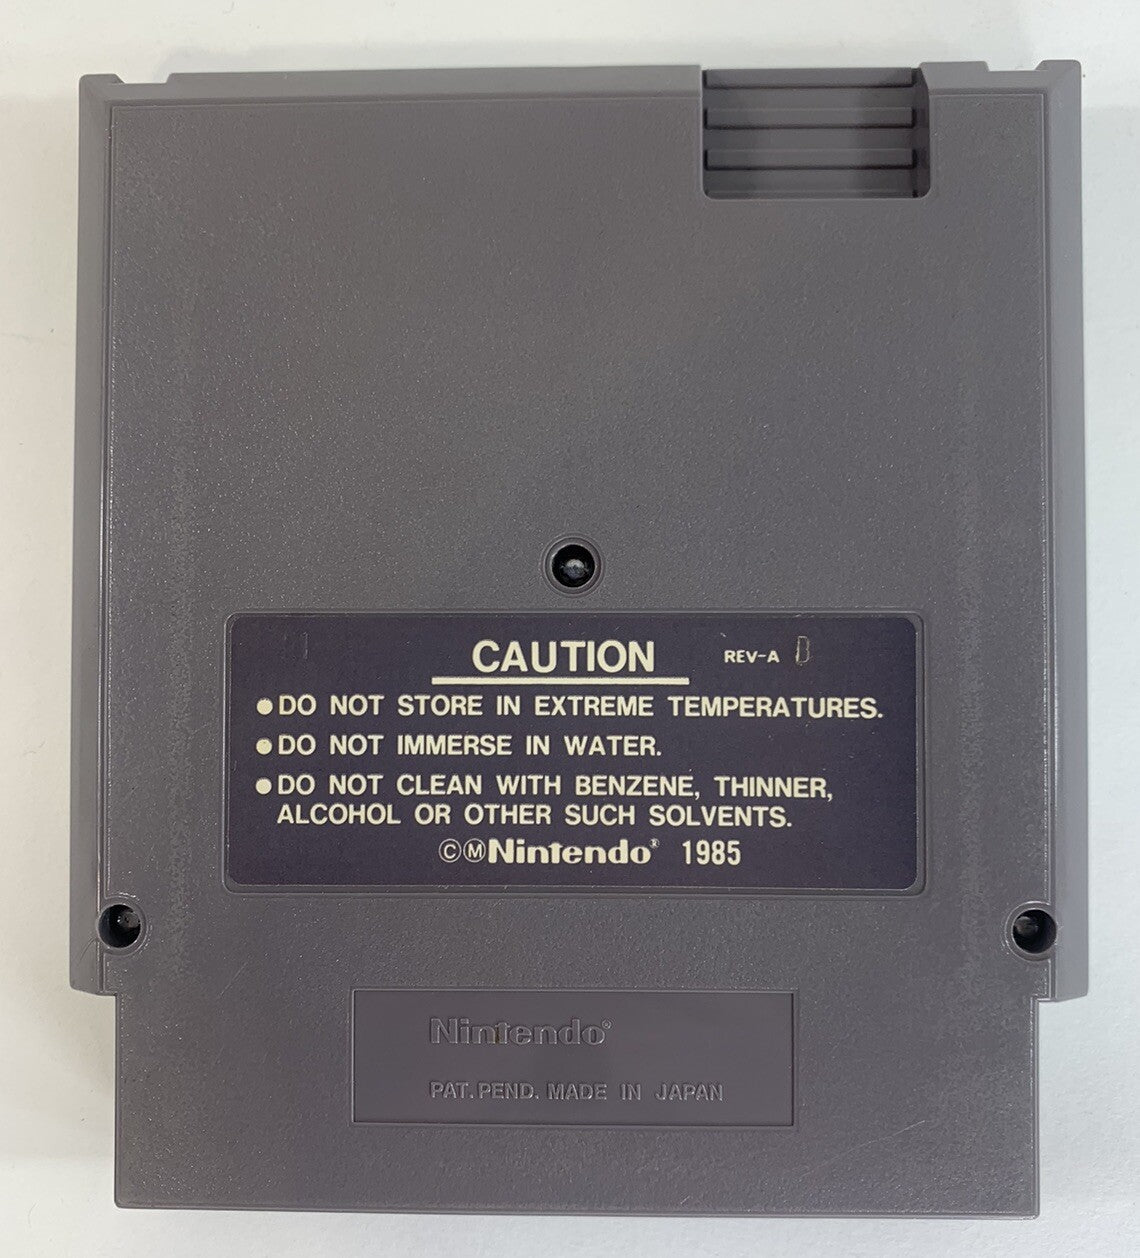 CAUTION REV-A B
●DO NOT STORE IN EXTREME TEMPERATURES.
●DO NOT IMMERSE IN WATER.
●DO NOT CLEAN WITH BENZENE, THINNER,
ALCOHOL OR OTHER SUCH SOLVENTS.
©ⓂNintendo® 1985
Nintendo®
PAT. PEND. MADE IN JAPAN